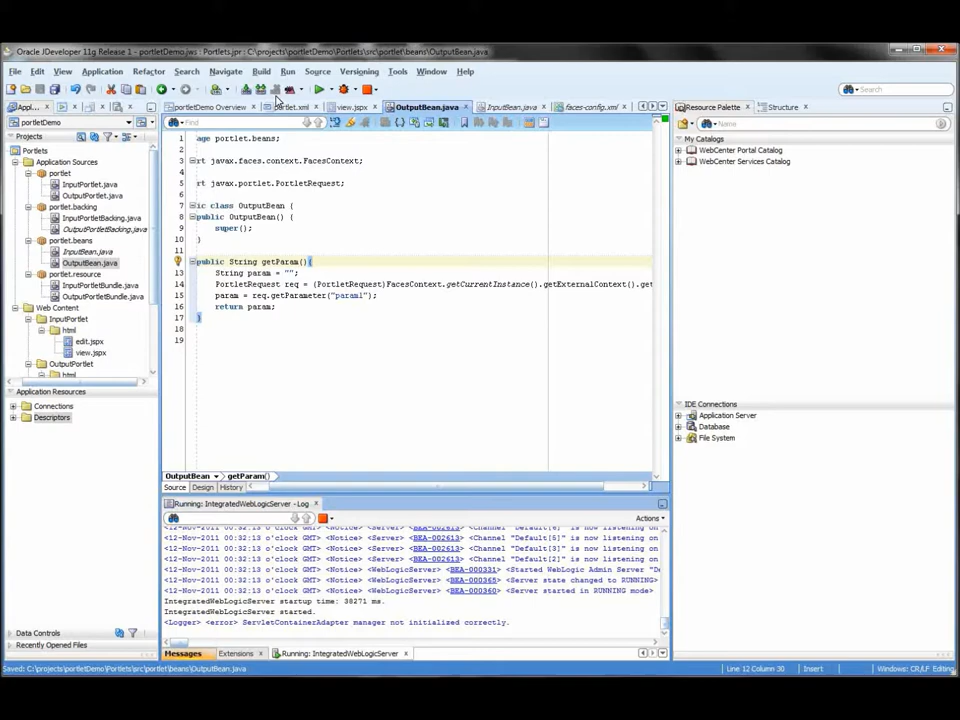 Oracle JDeveloper 11g Release 1 - portletDemo.jws : Portlets.jpr : C:\projects\portletDemo\Portlets\src\portlet\beans\OutputBean.java
File Edit View Application Refactor Search Navigate Build Run Source Versioning Tools Window Help
Search
Appl... portletDemo Overview portlet.xml view.jspx OutputBean.java InputBean.java faces-config.xml Resource Palette Structure
portletDemo
Find
Name
Projects
Portlets
Application Sources
portlet
InputPortlet.java
OutputPortlet.java
portlet.backing
InputPortletBacking.java
OutputPortletBacking.java
portlet.beans
InputBean.java
OutputBean.java
portlet.resource
InputPortletBundle.java
OutputPortletBundle.java
Web Content
InputPortlet
html
edit.jspx
view.jspx
OutputPortlet
html
Application Resources
Connections
Descriptors
Data Controls
Recently Opened Files
1 age portlet.beans;
2
3 rt javax.faces.context.FacesContext;
4
5 rt javax.portlet.PortletRequest;
6
7 ic class OutputBean {
8 public OutputBean() {
9 super();
10 }
11
12 public String getParam(){
13 String param = "";
14 PortletRequest req = (PortletRequest)FacesContext.getCurrentInstance().getExternalContext().get
15 param = req.getParameter("param1");
16 return param;
17 }
18
19
OutputBean getParam()
Source Design History
My Catalogs
WebCenter Portal Catalog
WebCenter Services Catalog
IDE Connections
Application Server
Database
File System
Running: IntegratedWebLogicServer - Log
Actions
<12-Nov-2011 00:32:13 o'clock GMT> <Notice> <Server> <BEA-002613> <Channel "Default[6]" is now listening on
<12-Nov-2011 00:32:13 o'clock GMT> <Notice> <Server> <BEA-002613> <Channel "Default[5]" is now listening on
<12-Nov-2011 00:32:13 o'clock GMT> <Notice> <Server> <BEA-002613> <Channel "Default[3]" is now listening on
<12-Nov-2011 00:32:13 o'clock GMT> <Notice> <Server> <BEA-002613> <Channel "Default[2]" is now listening on
<12-Nov-2011 00:32:13 o'clock GMT> <Notice> <WebLogicServer> <BEA-000331> <Started WebLogic Admin Server "De
<12-Nov-2011 00:32:13 o'clock GMT> <Notice> <WebLogicServer> <BEA-000365> <Server state changed to RUNNING>
<12-Nov-2011 00:32:13 o'clock GMT> <Notice> <WebLogicServer> <BEA-000360> <Server started in RUNNING mode>
IntegratedWebLogicServer startup time: 38271 ms.
IntegratedWebLogicServer started.
<Logger> <error> ServletContainerAdapter manager not initialized correctly.
Messages Extensions Running: IntegratedWebLogicServer
Saved: C:\projects\portletDemo\Portlets\src\portlet\beans\OutputBean.java
Line 12 Column 30 Insert Windows: CR/LF Editing